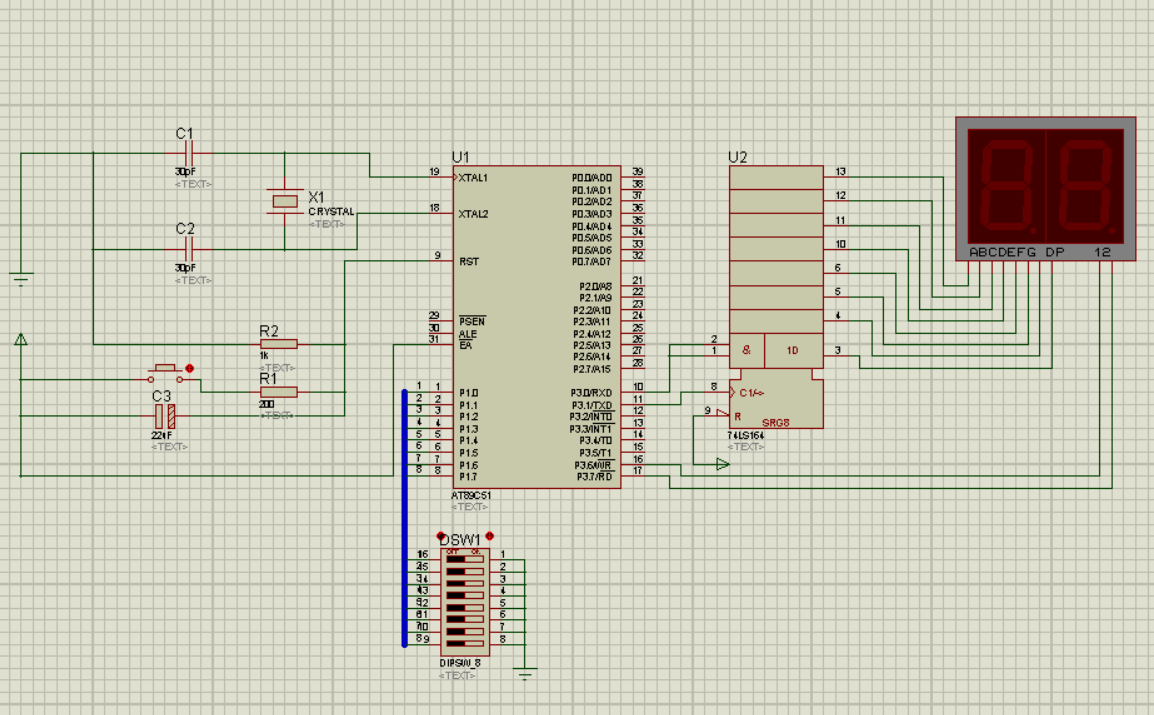 C1
30pF
<TEXT>
X1
CRYSTAL
<TEXT>
C2
30pF
<TEXT>
R2
1k
<TEXT>
R1
200
<TEXT>
C3
<TEXT>
U1
19 XTAL1
18 XTAL2
9 RST
29 PSEN
30 ALE
31 EA
1 1 P1.0
2 2 P1.1
3 3 P1.2
4 4 P1.3
5 5 P1.4
6 6 P1.5
7 7 P1.6
8 8 P1.7
P0.0/AD0 39
P0.1/AD1 38
P0.2/AD2 37
P0.3/AD3 36
P0.4/AD4 35
P0.5/AD5 34
P0.6/AD6 33
P0.7/AD7 32
P2.0/A8 21
P2.1/A9 22
P2.2/A10 23
P2.3/A11 24
P2.4/A12 25
P2.5/A13 26
P2.6/A14 27
P2.7/A15 28
P3.0/RXD 10
P3.1/TXD 11
P3.2/INT0 12
P3.3/INT1 13
P3.4/T0 14
P3.5/T1 15
P3.6/WR 16
P3.7/RD 17
AT89C51
<TEXT>
U2
13
12
11
10
6
5
4
2
1
& 1D
3
8 C1/->
9 R
SRG8
74LS164
<TEXT>
ABCDEFG DP 12
DSW1
OFF ON
16 1
2 15 2
3 14 3
4 13 4
5 12 5
6 11 6
7 10 7
8 9 8
DIPSW_8
<TEXT>